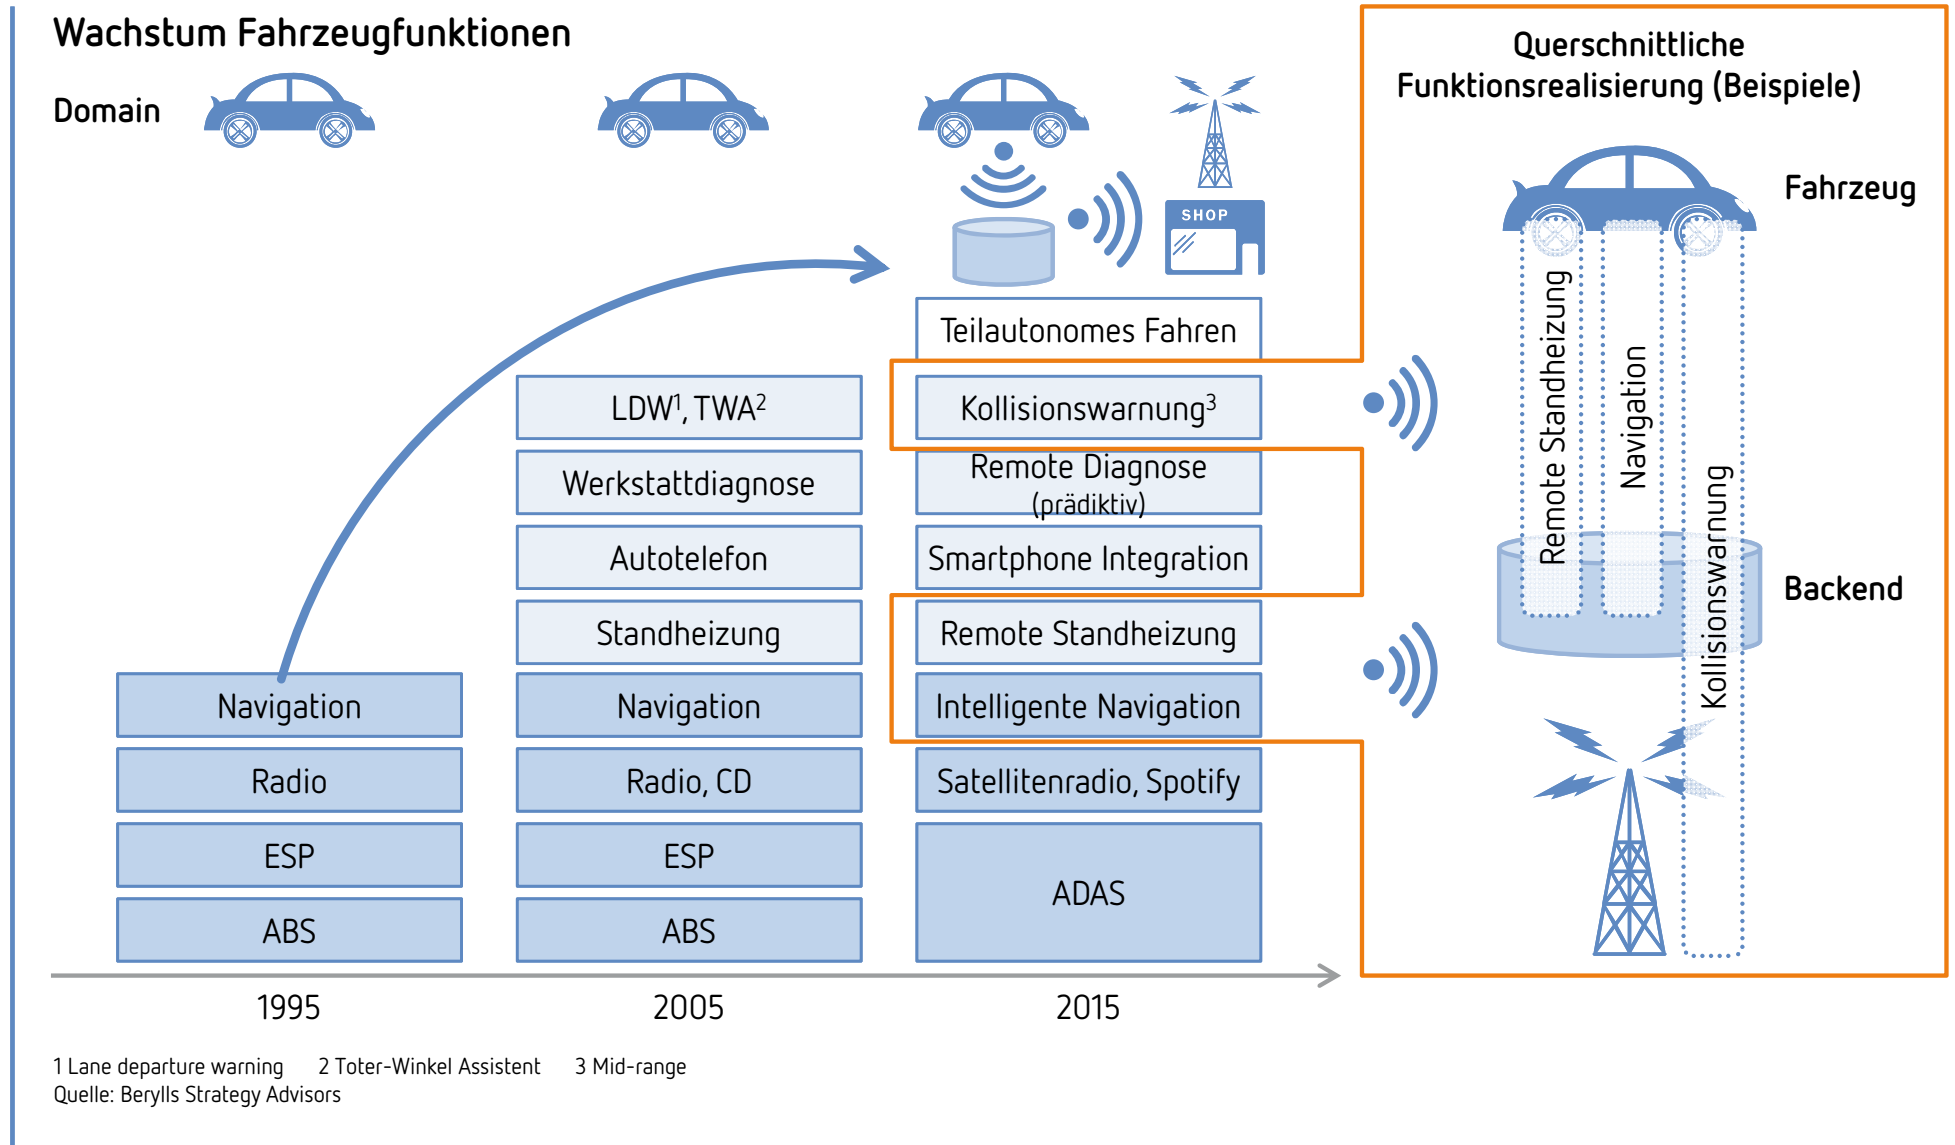 Wachstum Fahrzeugfunktionen
Domain
SHOP
Navigation
Radio
ESP
ABS
1995
LDW¹, TWA²
Werkstattdiagnose
Autotelefon
Standheizung
Navigation
Radio, CD
ESP
ABS
2005
Teilautonomes Fahren
Kollisionswarnung³
Remote Diagnose
(prädiktiv)
Smartphone Integration
Remote Standheizung
Intelligente Navigation
Satellitenradio, Spotify
ADAS
2015
Querschnittliche
Funktionsrealisierung (Beispiele)
Fahrzeug
Remote Standheizung
Navigation
Kollisionswarnung
Backend
1 Lane departure warning 2 Toter-Winkel Assistent 3 Mid-range
Quelle: Berylls Strategy Advisors